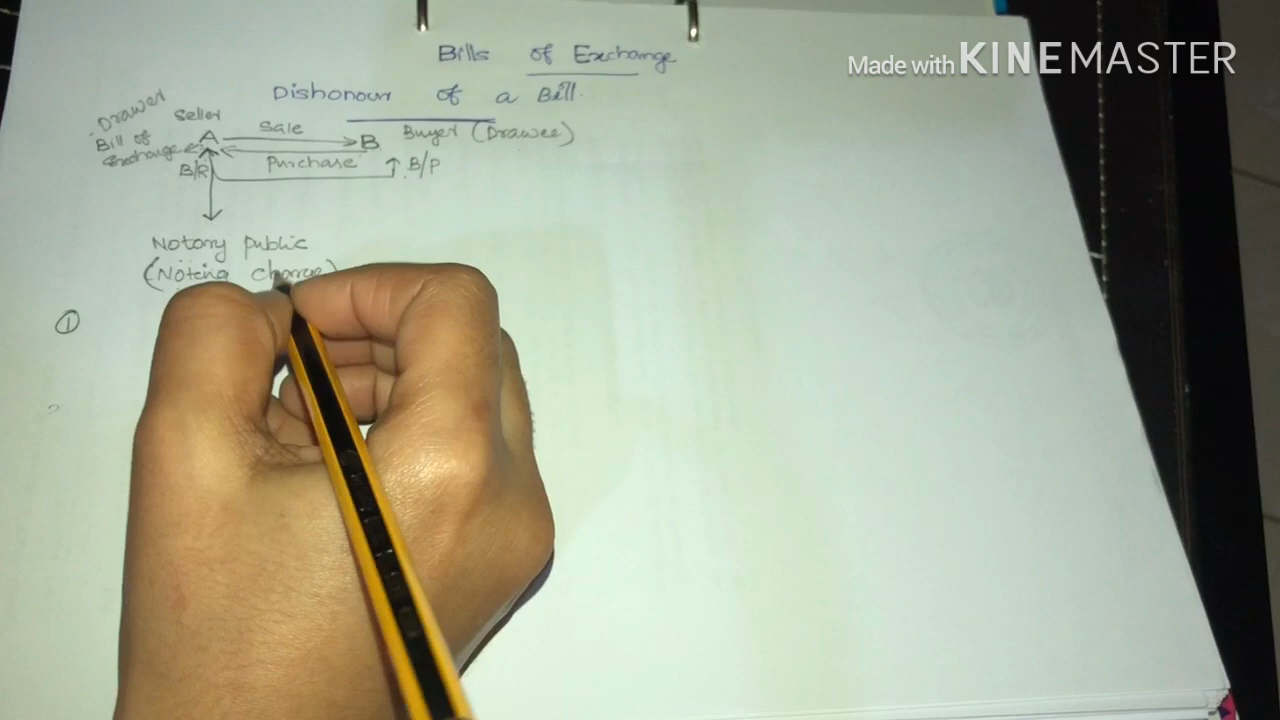 Bills of Exchange
Made with KINEMASTER
Dishonour of a Bill.
Drawer Seller
Bill of Exchange A Sale B Buyer (Drawee)
B/R Purchase B/P
Notary public
(Noting charge)
①